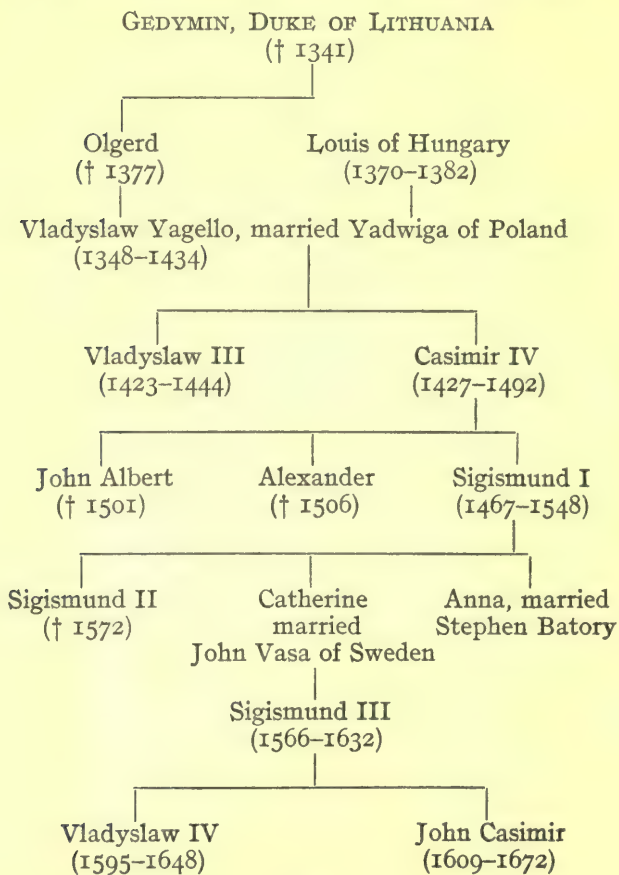 GEDYMIN, DUKE OF LITHUANIA
(† 1341)
Olgerd Louis of Hungary
(† 1377) (1370–1382)
Vladyslaw Yagello, married Yadwiga of Poland
(1348–1434)
Vladyslaw III Casimir IV
(1423–1444) (1427–1492)
John Albert Alexander Sigismund I
(† 1501) († 1506) (1467–1548)
Sigismund II Catherine Anna, married
(† 1572) married Stephen Batory
John Vasa of Sweden
Sigismund III
(1566–1632)
Vladyslaw IV John Casimir
(1595–1648) (1609–1672)